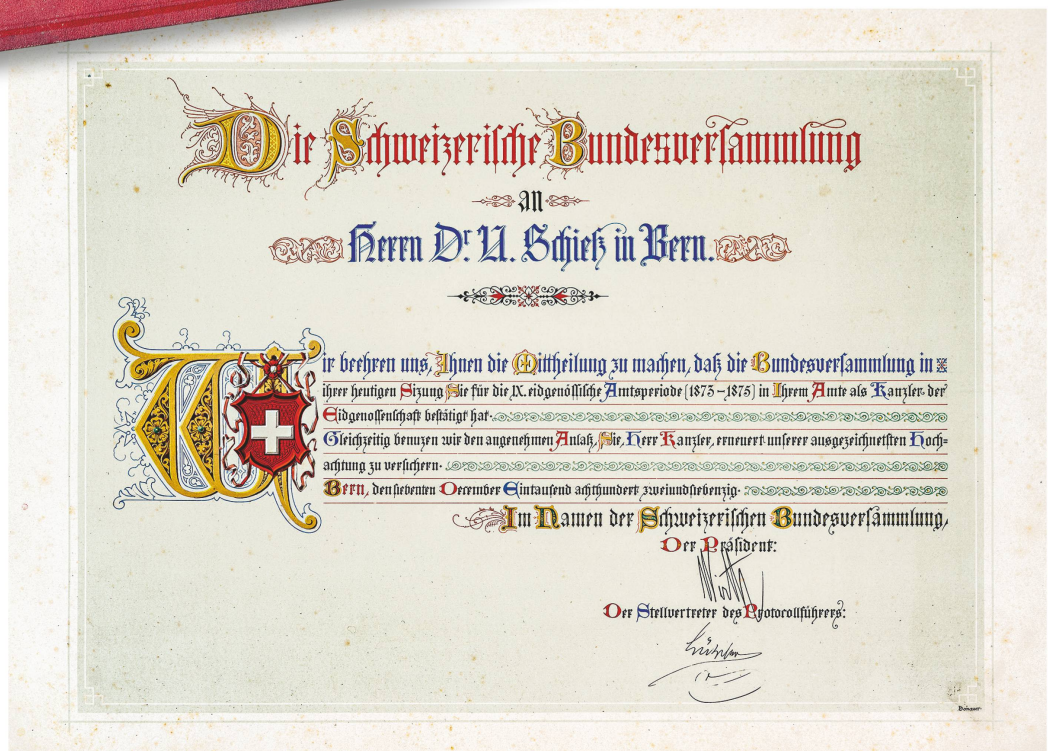 Die Schweizerische Bundesversammlung
an
Herrn Dr. U. Schieß in Bern.
Wir beehren uns, Ihnen die Mittheilung zu machen, daß die Bundesversammlung in
ihrer heutigen Sizung Sie für die IX. eidgenössische Amtsperiode (1873–1875) in Ihrem Amte als Kanzler der
Eidgenossenschaft bestätigt hat.
Gleichzeitig benuzen wir den angenehmen Anlaß, Sie, Herr Kanzler, erneuert unserer ausgezeichnetsten Hoch=
achtung zu versichern.
Bern, den siebenten December Eintausend achthundert zweiundsiebenzig.
Im Namen der Schweizerischen Bundesversammlung,
Der Präsident:
Wirth
Der Stellvertreter des Protocollführers: